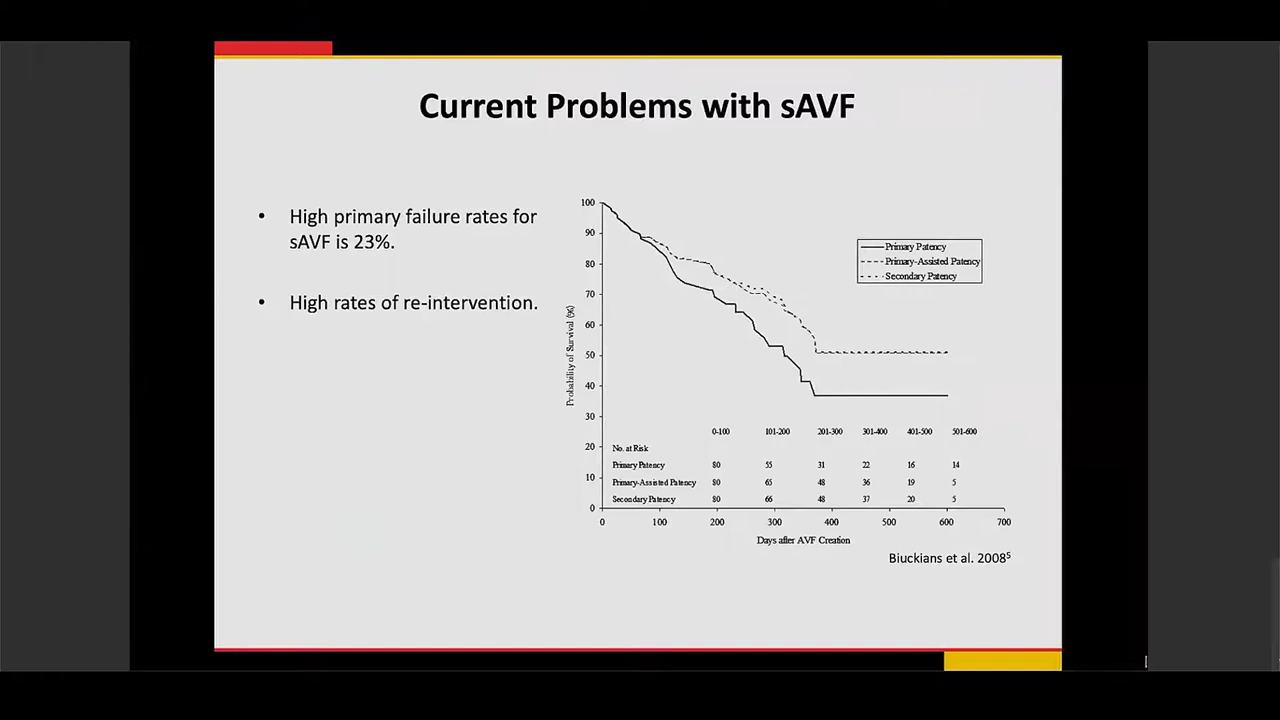 Current Problems with sAVF
• High primary failure rates for
sAVF is 23%.
• High rates of re-intervention.
100
90
80
70
60
50
40
30
20
10
0
Probability of Survival (%)
Primary Patency
Primary-Assisted Patency
Secondary Patency
0-100 101-200 201-300 301-400 401-500 501-600
No. at Risk
Primary Patency 80 55 31 22 16 14
Primary-Assisted Patency 80 65 48 36 19 5
Secondary Patency 80 66 48 37 20 5
0 100 200 300 400 500 600 700
Days after AVF Creation
Biuckians et al. 2008⁵